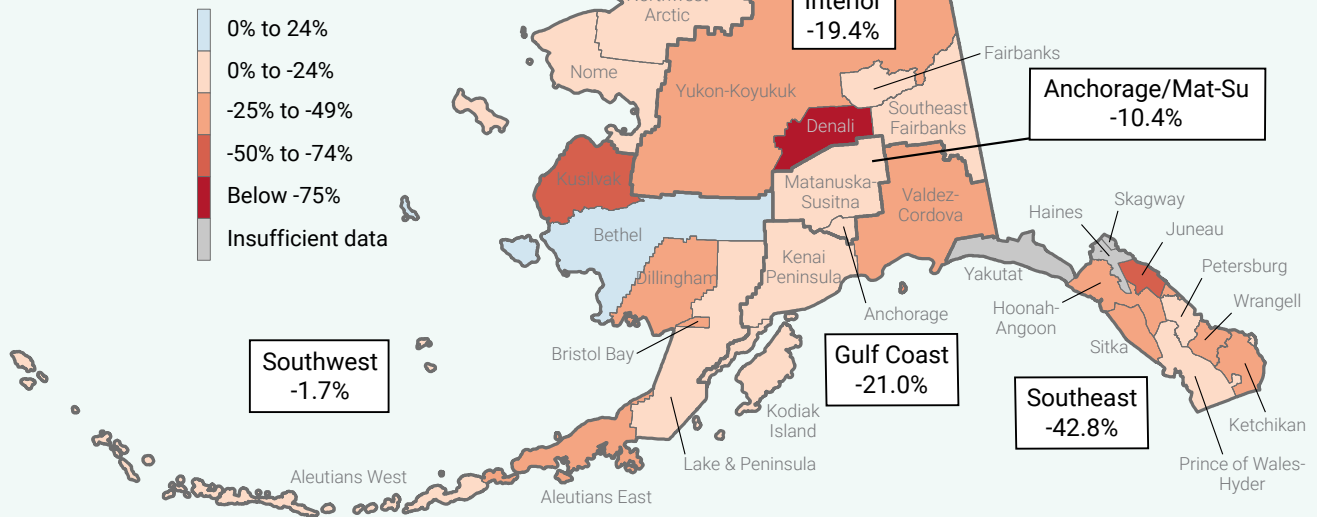 Northwest
Arctic
Interior
-19.4%
0% to 24%
0% to -24%
-25% to -49%
-50% to -74%
Below -75%
Insufficient data
Nome
Yukon-Koyukuk
Fairbanks
Southeast
Fairbanks
Denali
Anchorage/Mat-Su
-10.4%
Kusilvak
Matanuska-
Susitna
Valdez-
Cordova
Bethel
Dillingham
Kenai
Peninsula
Yakutat
Haines
Skagway
Juneau
Petersburg
Wrangell
Hoonah-
Angoon
Sitka
Anchorage
Bristol Bay
Southwest
-1.7%
Gulf Coast
-21.0%
Southeast
-42.8%
Kodiak
Island
Ketchikan
Lake & Peninsula
Prince of Wales-
Hyder
Aleutians West
Aleutians East